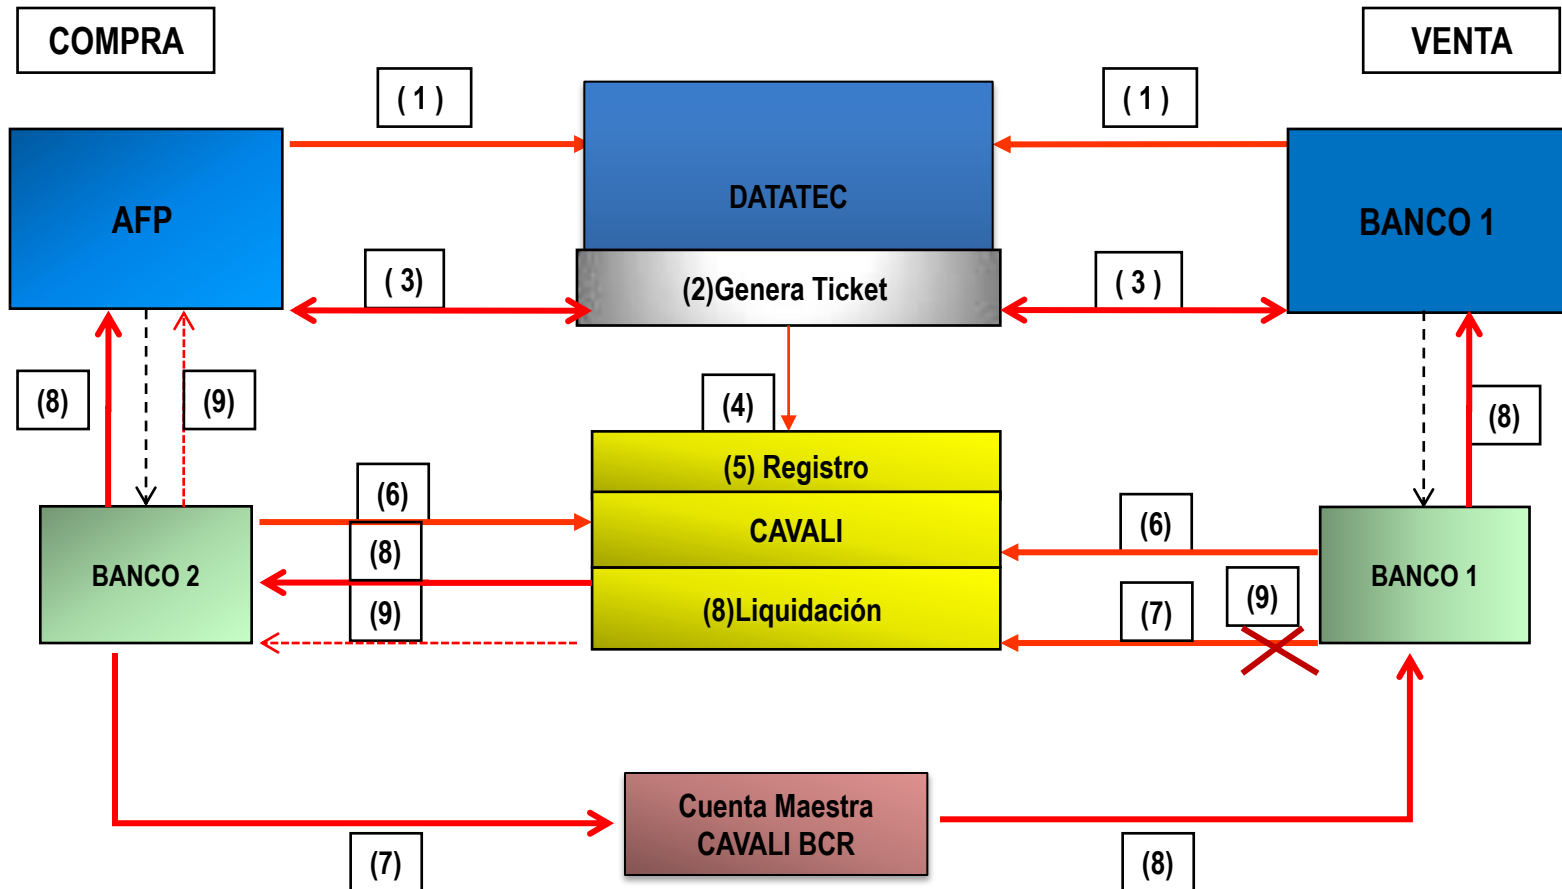 COMPRA
VENTA
( 1 )
( 1 )
DATATEC
AFP
BANCO 1
( 3)
(2)Genera Ticket
( 3 )
(8)
(9)
(4)
(8)
(5) Registro
(6)
(6)
CAVALI
(8)
BANCO 2
BANCO 1
(9)
(8)Liquidación
(7)
(9)
Cuenta Maestra
CAVALI BCR
(7)
(8)